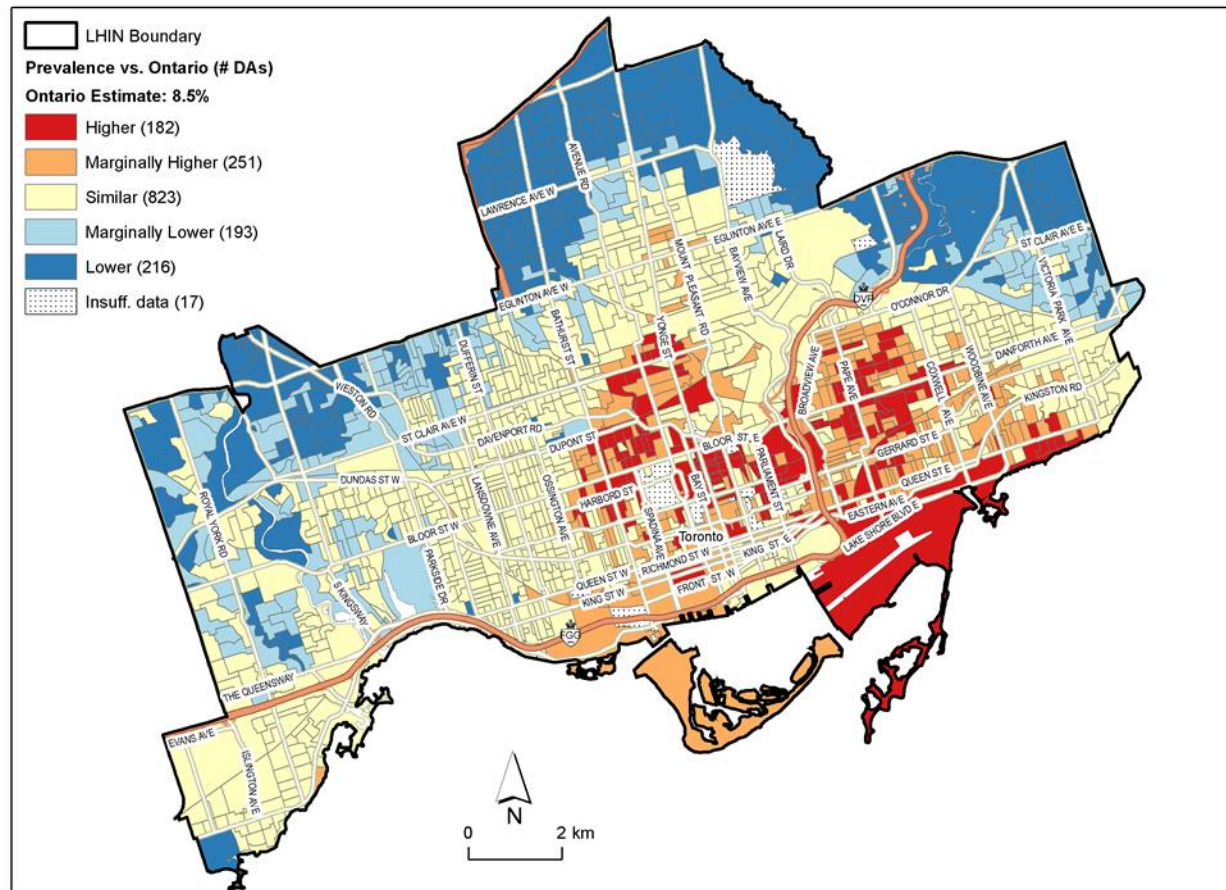 LHIN Boundary
Prevalence vs. Ontario (# DAs)
Ontario Estimate: 8.5%
Higher (182)
Marginally Higher (251)
Similar (823)
Marginally Lower (193)
Lower (216)
Insuff. data (17)
AVENUE RD
LAWRENCE AVE W
EGLINTON AVE E
LAIRD DR
BAYVIEW AVE
MOUNT PLEASANT RD
ST CLAIR AVE E
VICTORIA PARK AVE
EGLINTON AVE W
BATHURST ST
YONGE ST
DVP
O'CONNOR DR
DUFFERIN ST
WESTON RD
BROADVIEW AVE
PAPE AVE
COXWELL AVE
WOODBINE AVE
DANFORTH AVE
KINGSTON RD
ST CLAIR AVE W
DAVENPORT RD
DUPONT ST
BLOOR ST E
PARLIAMENT ST
GERRARD ST E
DUNDAS ST W
LANSDOWNE AVE
OSSINGTON AVE
HARBORD ST
SPADINA AVE
BAY ST
QUEEN ST E
EASTERN AVE
LAKE SHORE BLVD E
ROYAL YORK RD
BLOOR ST W
PARKSIDE DR
Toronto
QUEEN ST W
RICHMOND ST W
KING ST E
KING ST W
FRONT ST W
S KINGSWAY
FGG
THE QUEENSWAY
EVANS AVE
ISLINGTON AVE
N
0 2 km